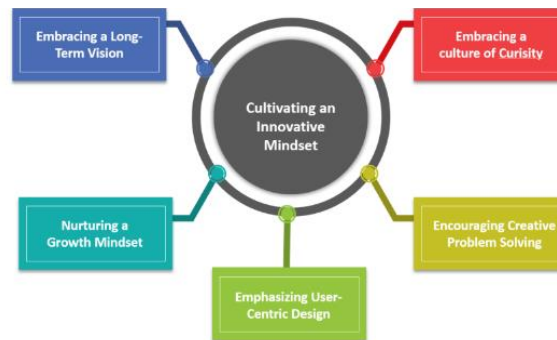 Embracing a Long-
Term Vision
Embracing a
culture of Curisity
Cultivating an
Innovative
Mindset
Nurturing a
Growth Mindset
Encouraging Creative
Problem Solving
Emphasizing User-
Centric Design